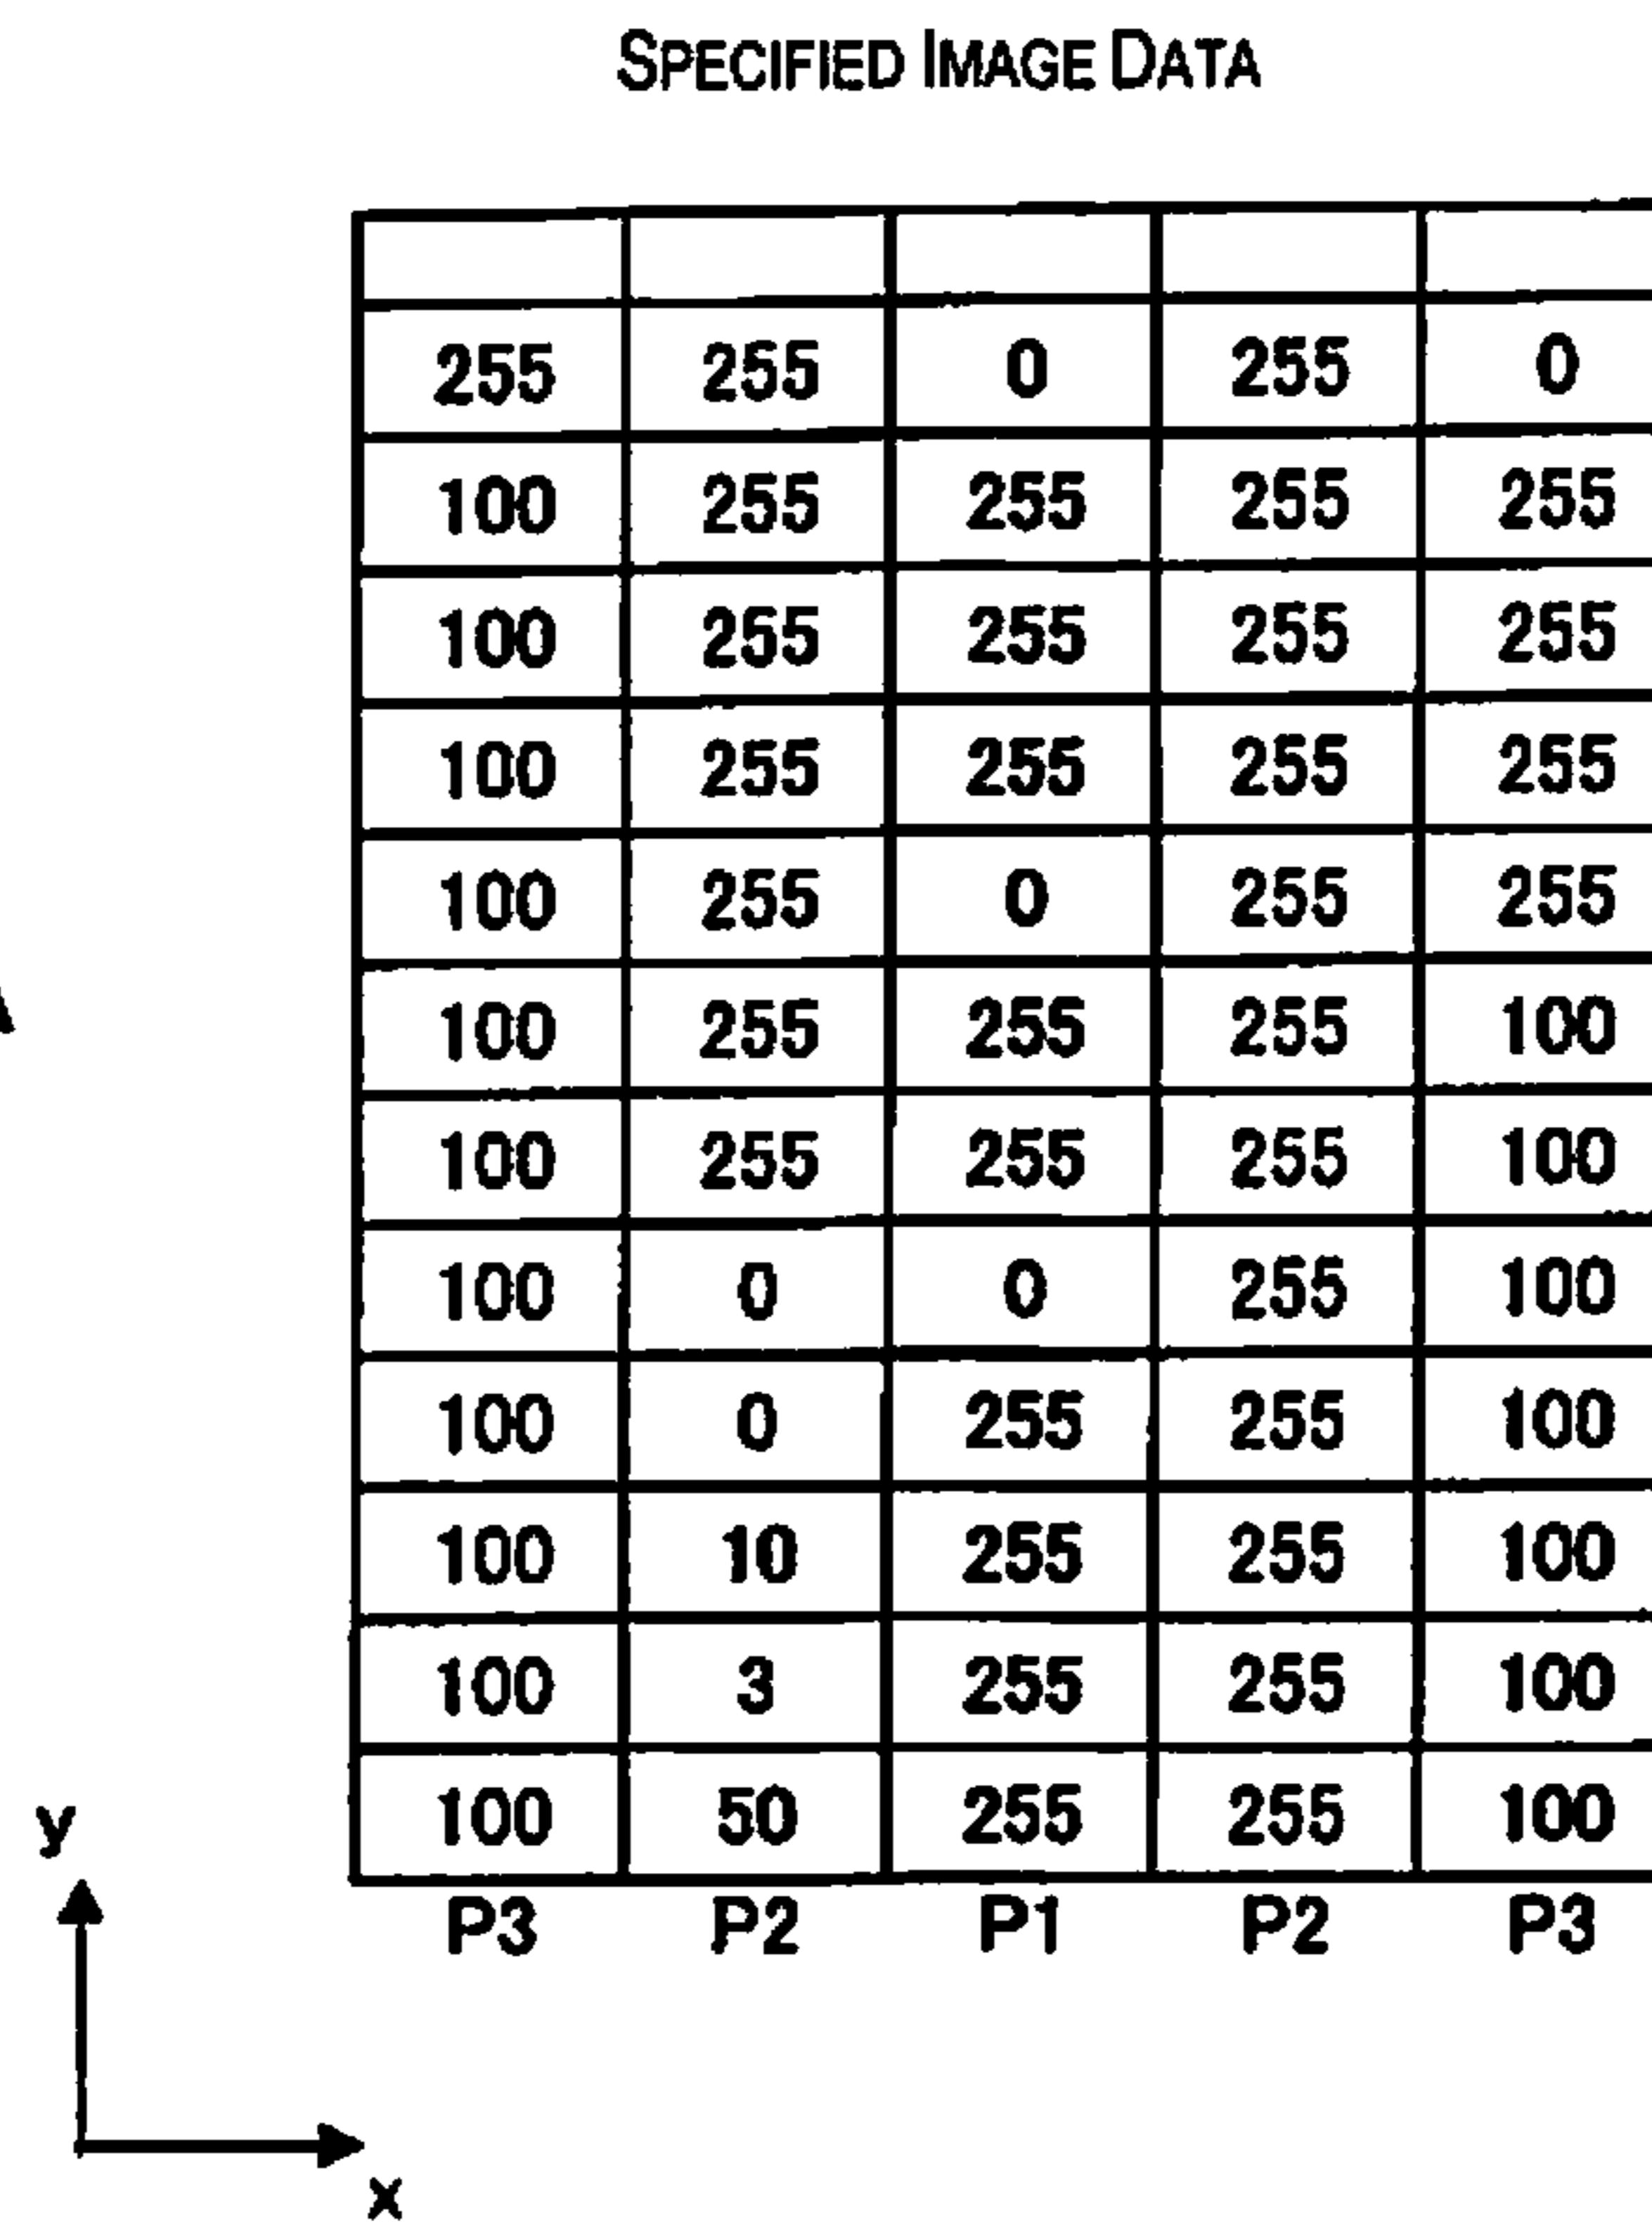 SPECIFIED IMAGE DATA
255 255 0 255 0
100 255 255 255 255
100 265 255 255 255
100 255 255 255 255
100 255 0 255 255
100 255 255 255 100
100 255 255 255 100
100 0 0 255 100
100 0 255 255 100
100 10 255 255 100
100 3 255 255 100
100 50 255 255 100
P3 P2 P1 P2 P3
y
x